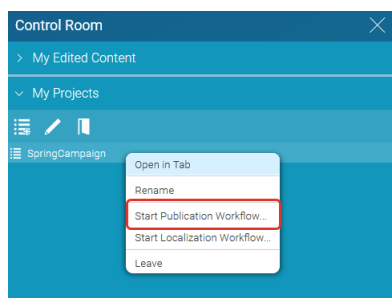 Control Room
My Edited Content
My Projects
SpringCampaign
Open in Tab
Rename
Start Publication Workflow...
Start Localization Workflow...
Leave